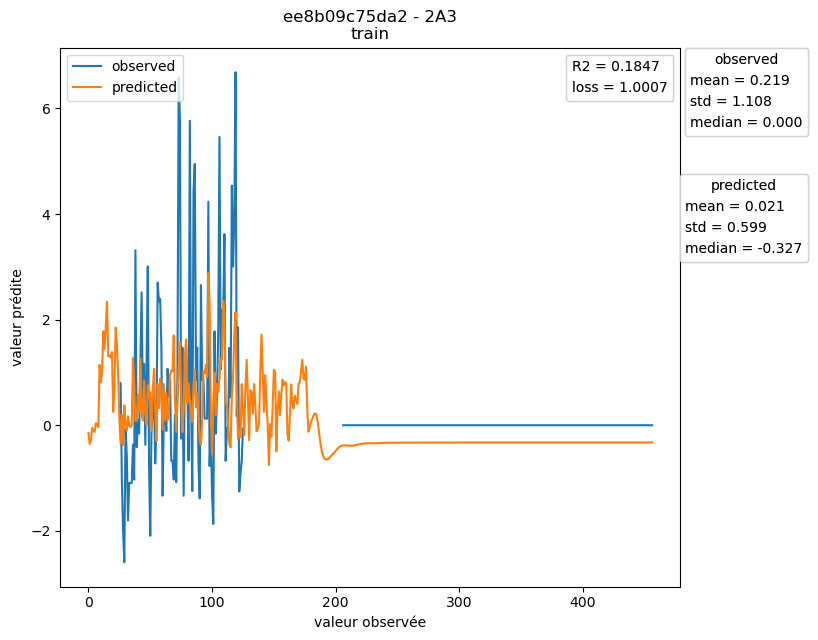 ee8b09c75da2 - 2A3
train
observed
predicted
R2 = 0.1847
loss = 1.0007
observed
mean = 0.219
std = 1.108
median = 0.000
predicted
mean = 0.021
std = 0.599
median = -0.327
6
4
2
0
−2
valeur prédite
0
100
200
300
400
valeur observée